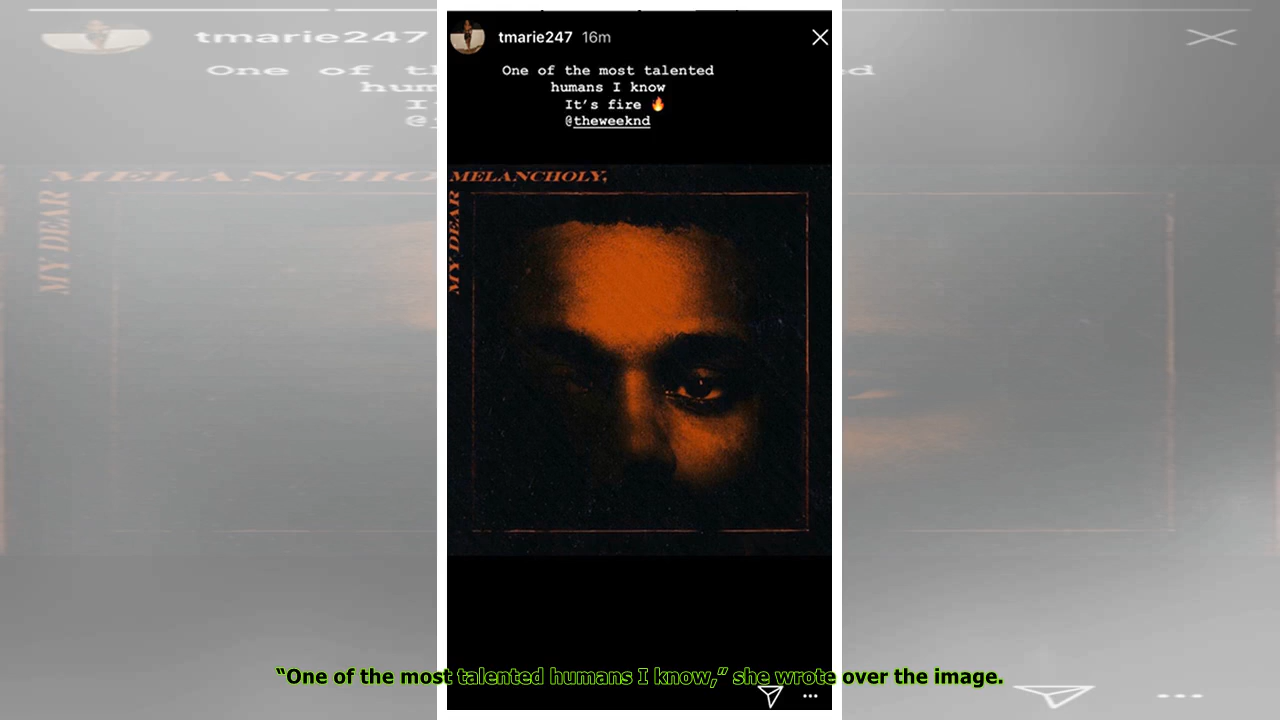 tmarie247 16m
One of the most talented
humans I know
It's fire 🔥
@theweeknd
MELANCHOLY,
MY DEAR
“One of the most talented humans I know,” she wrote over the image.